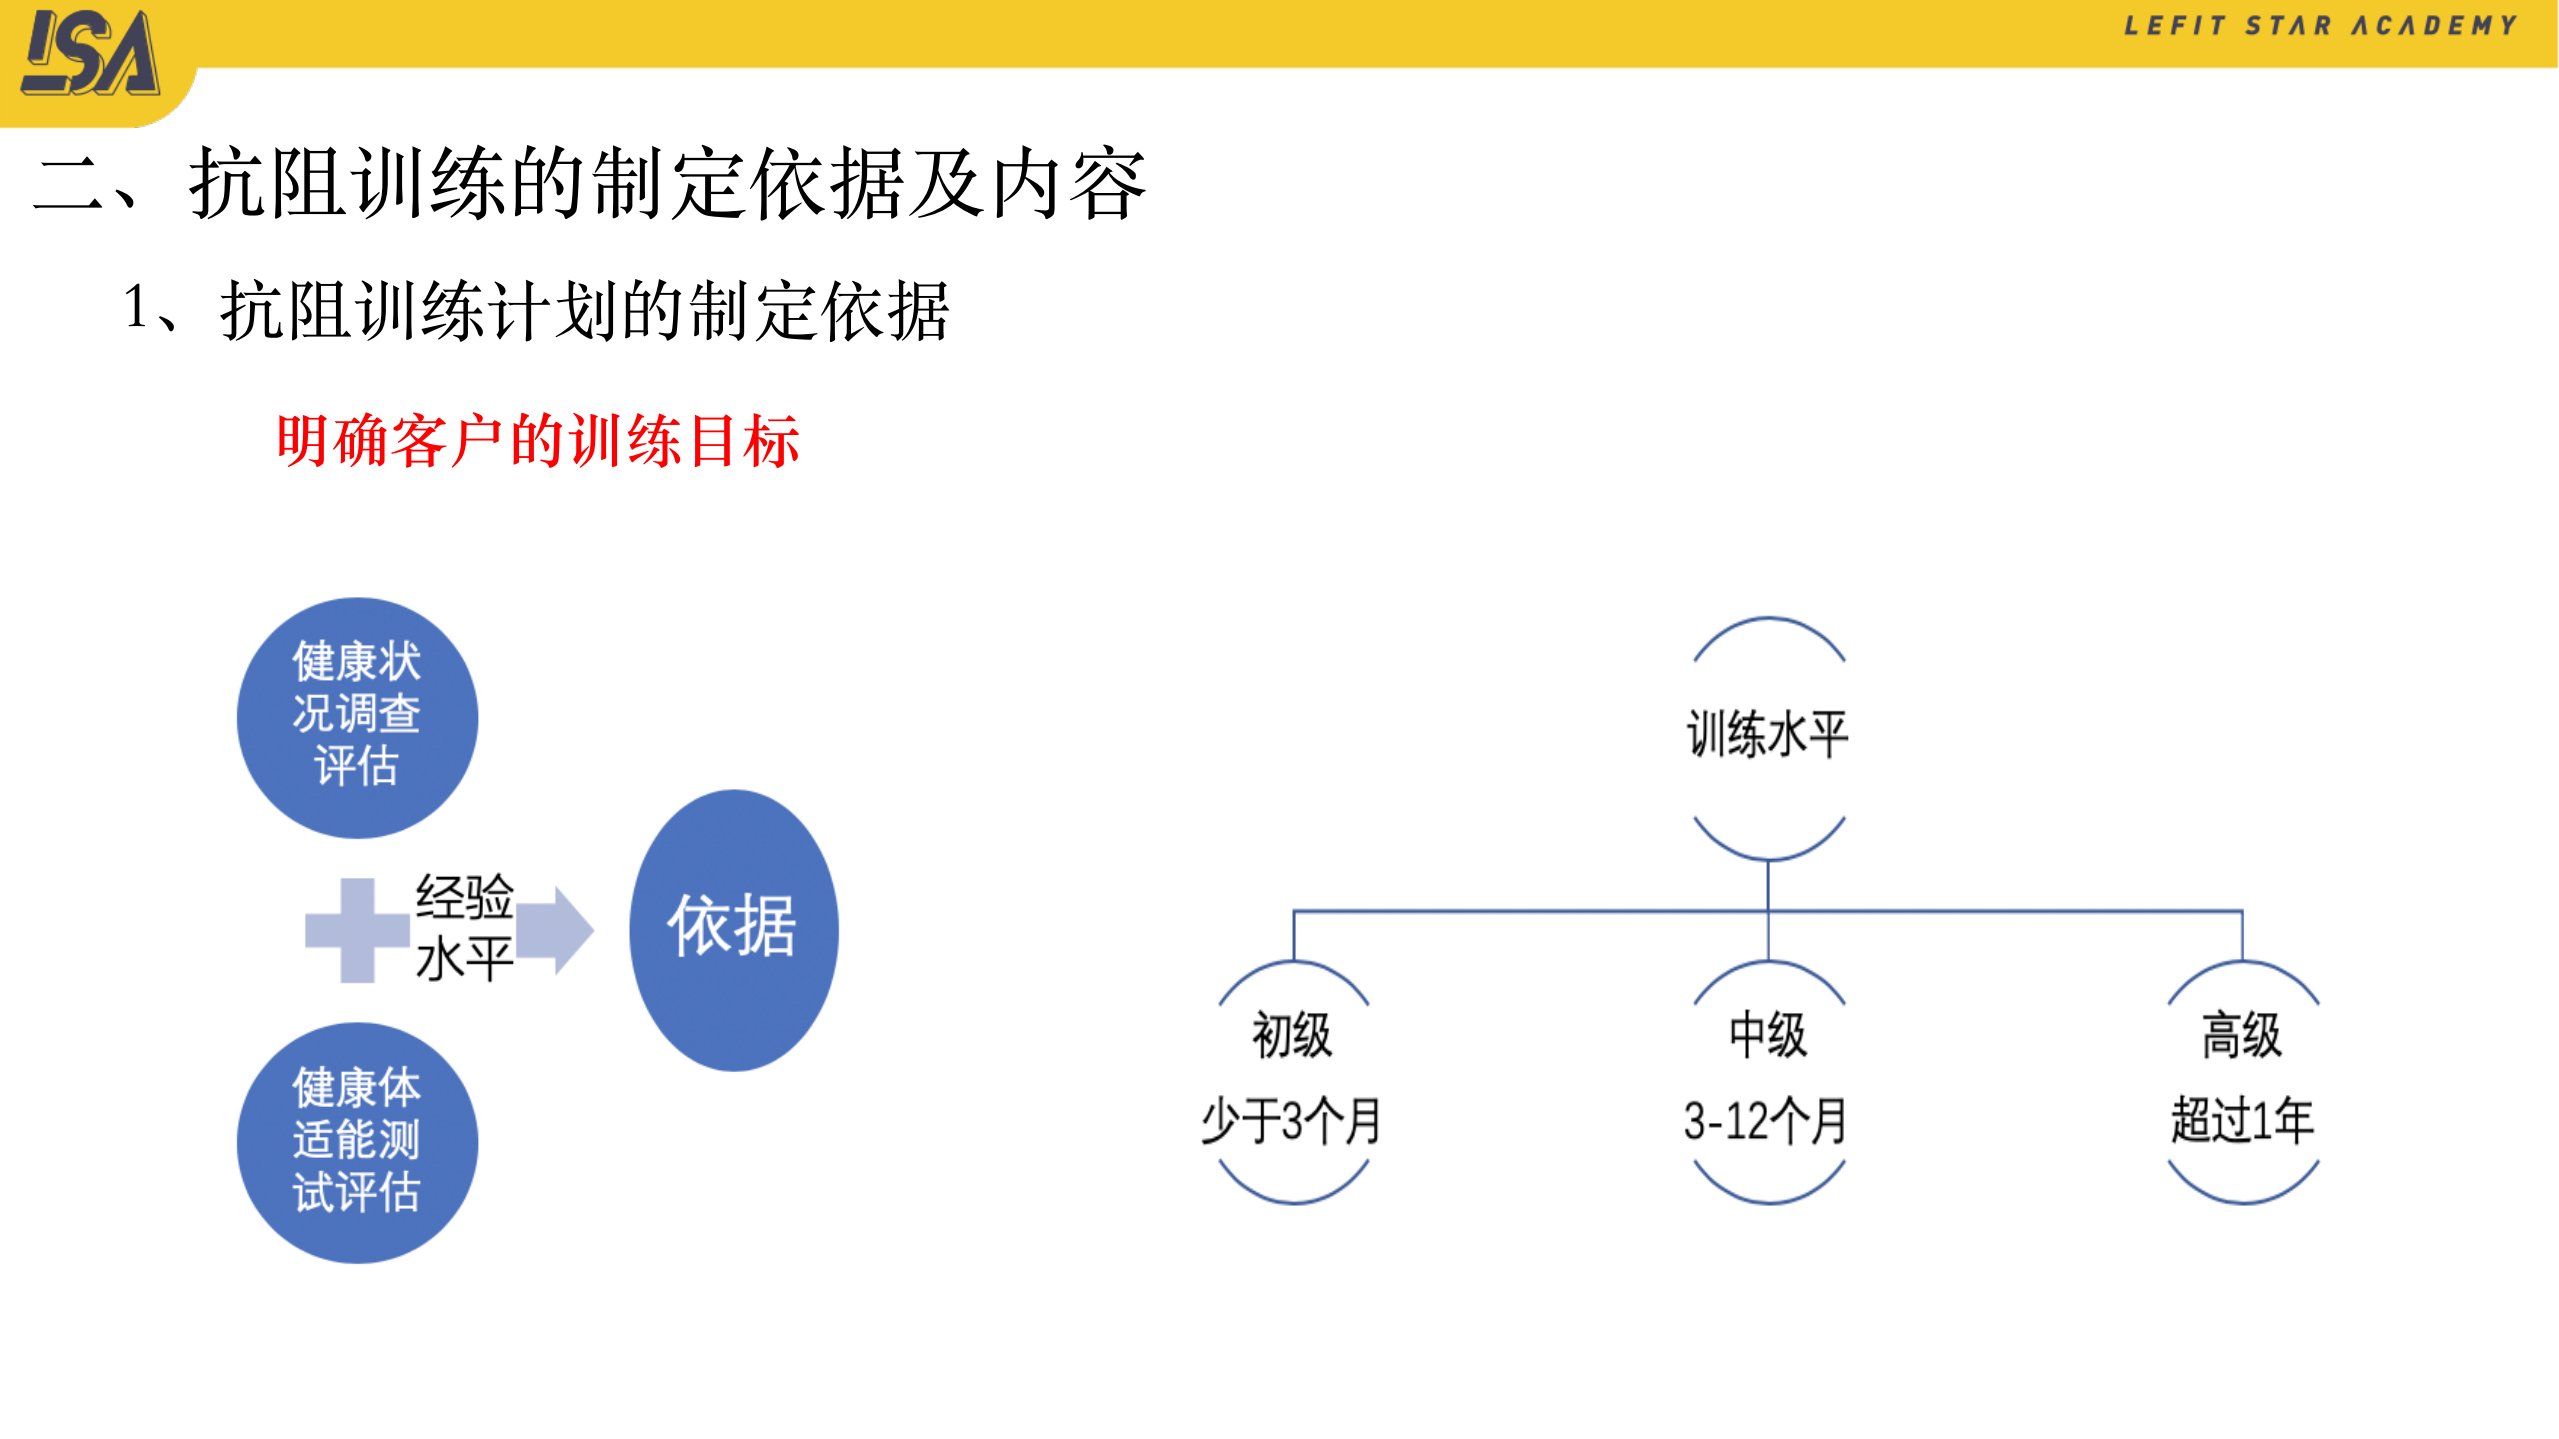 LSA
LEFIT STAR ACADEMY
二、抗阻训练的制定依据及内容
1、抗阻训练计划的制定依据
明确客户的训练目标
健康状
况调查
评估
经验
水平
依据
健康体
适能测
试评估
训练水平
初级
少于3个月
中级
3-12个月
高级
超过1年